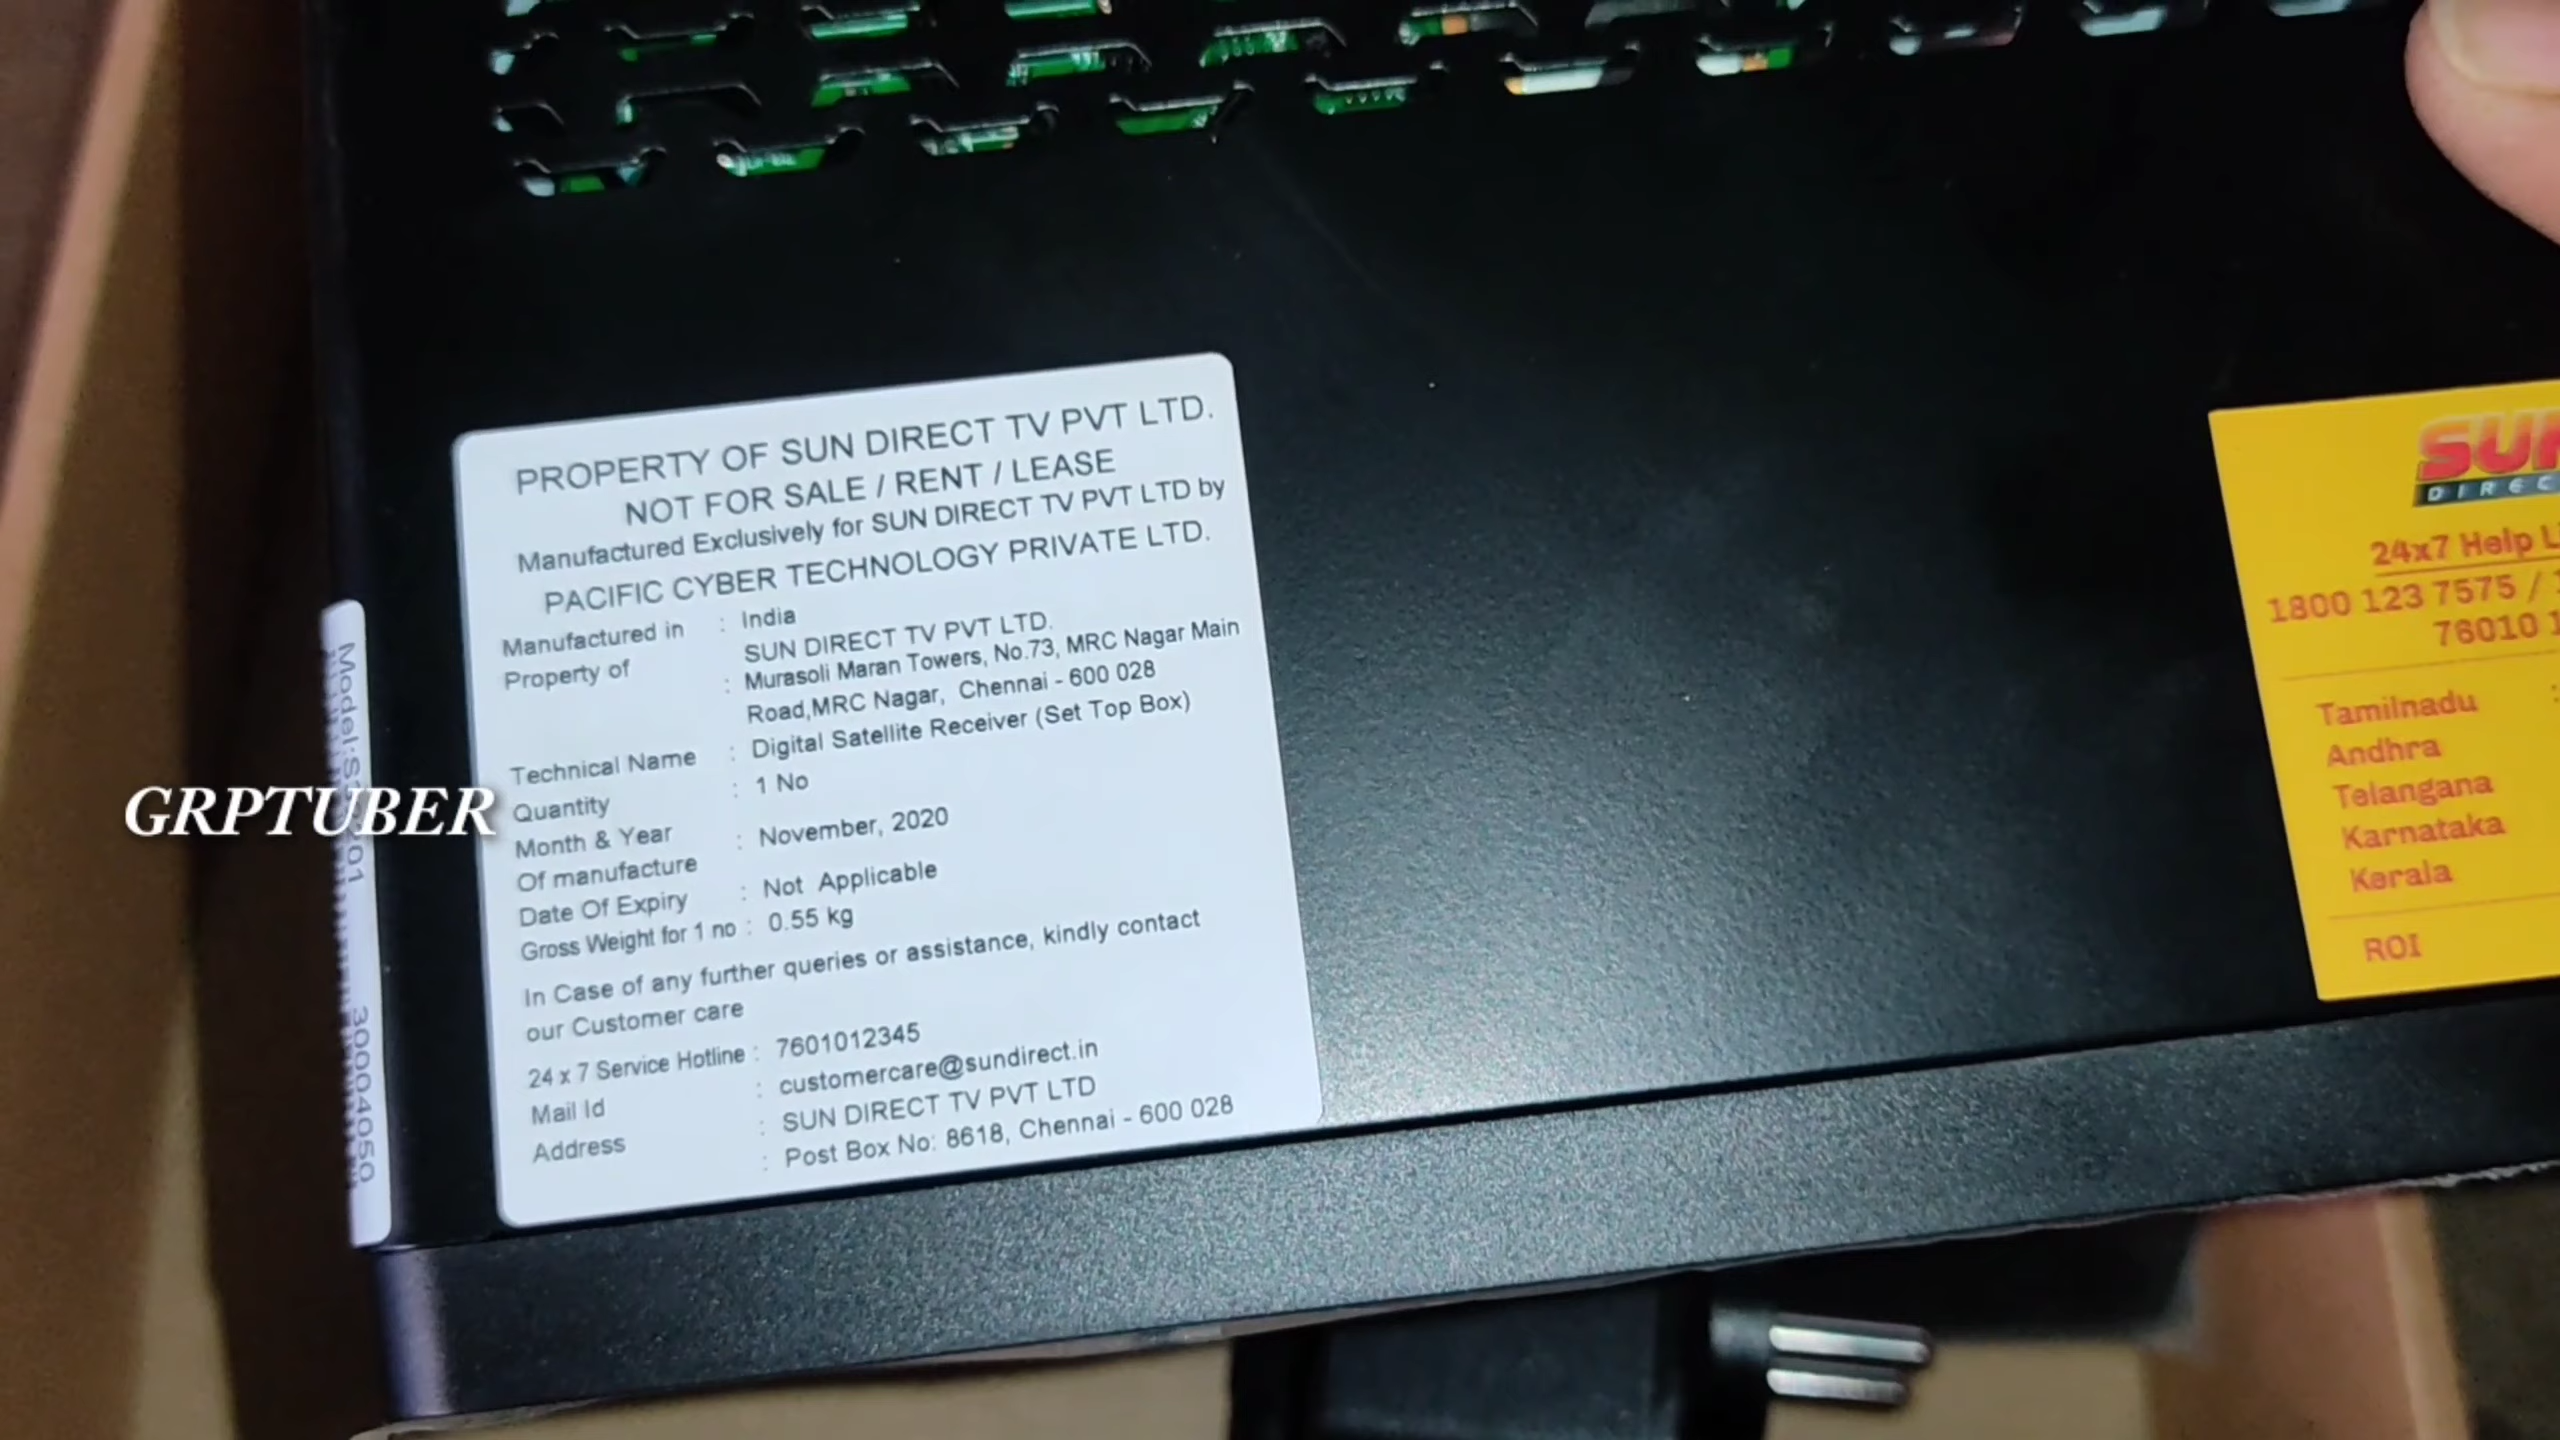 PROPERTY OF SUN DIRECT TV PVT LTD.
NOT FOR SALE / RENT / LEASE
Manufactured Exclusively for SUN DIRECT TV PVT LTD by
PACIFIC CYBER TECHNOLOGY PRIVATE LTD.
Manufactured in : India
Property of : SUN DIRECT TV PVT LTD.
Murasoli Maran Towers, No.73, MRC Nagar Main
Road,MRC Nagar, Chennai - 600 028
Technical Name : Digital Satellite Receiver (Set Top Box)
Quantity : 1 No
Month & Year
Of manufacture : November, 2020
Date Of Expiry : Not Applicable
Gross Weight for 1 no : 0.55 kg
In Case of any further queries or assistance, kindly contact
our Customer care
24 x 7 Service Hotline : 7601012345
Mail Id : customercare@sundirect.in
Address : SUN DIRECT TV PVT LTD
: Post Box No: 8618, Chennai - 600 028
GRPTUBER
Model:
30004050
SUN
DIREC
24x7 Help
1800 123 7575 /
76010
Tamilnadu :
Andhra
Telangana
Karnataka
Kerala
ROI